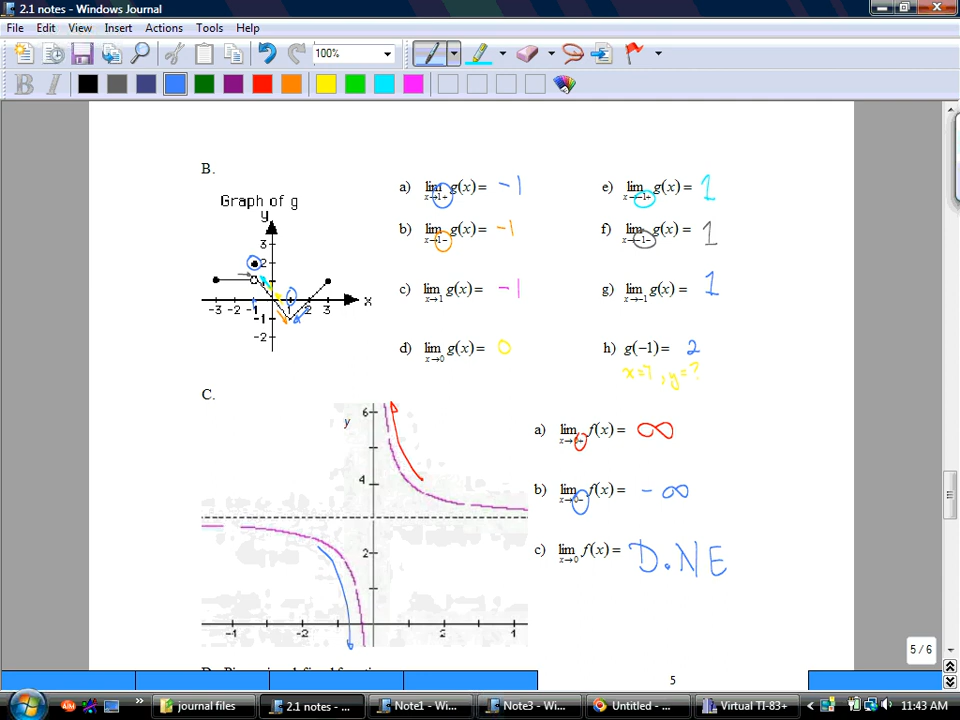 2.1 notes - Windows Journal
File Edit View Insert Actions Tools Help
100%
B I
B.
Graph of g
y
3
2
1
-3 -2 -1 1 2 3 x
-1
-2
a) lim x→1+ g(x) = -1
b) lim x→1- g(x) = -1
c) lim x→1 g(x) = -1
d) lim x→0 g(x) = 0
e) lim x→-1+ g(x) = 1
f) lim x→-1- g(x) = 1
g) lim x→-1 g(x) = 1
h) g(-1) = 2
x=7, y=?
C.
y
6
4
2
-4 -2 2 4
a) lim x→0+ f(x) = ∞
b) lim x→0- f(x) = -∞
c) lim x→0 f(x) = D.NE
5
5 / 6
journal files
2.1 notes - ...
Note1 - Wi...
Note3 - Wi...
Untitled - ...
Virtual TI-83+
11:43 AM